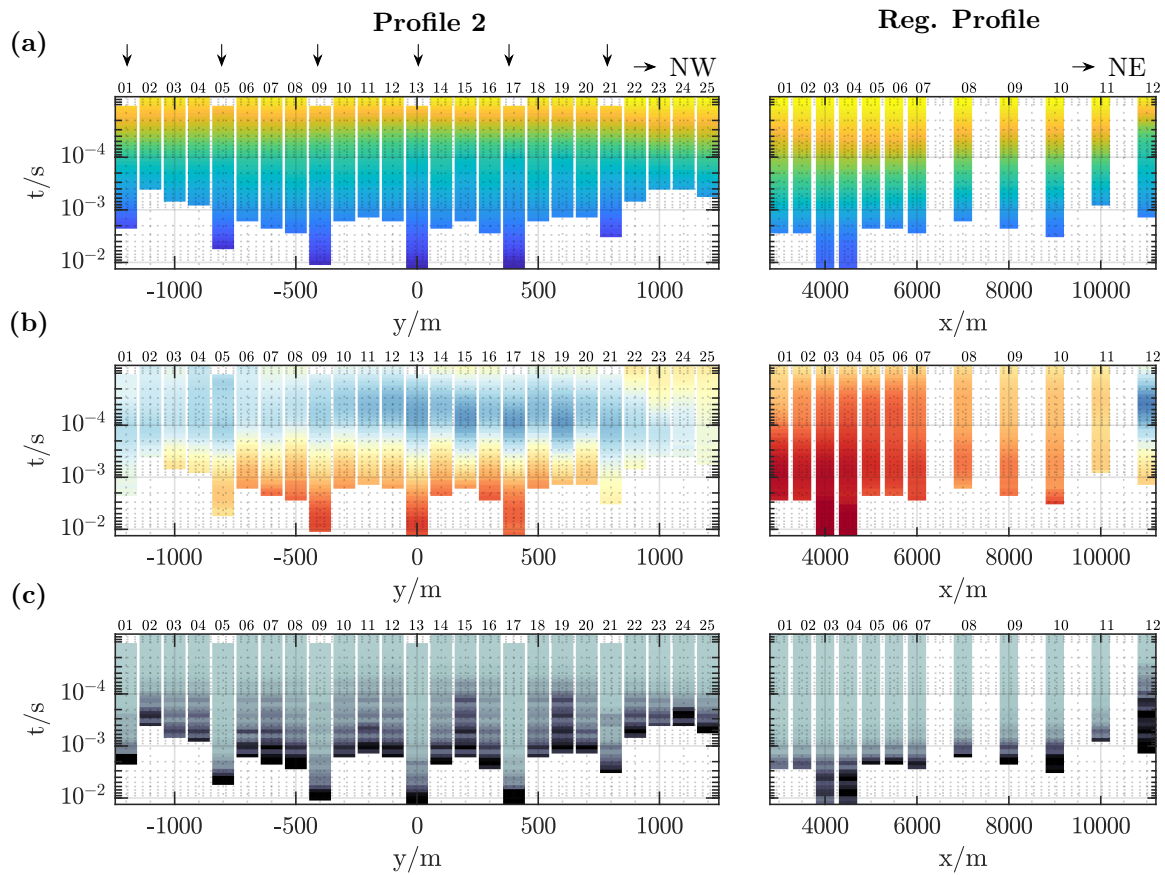 Profile 2
Reg. Profile
(a)
→ NW
→ NE
01 02 03 04 05 06 07 08 09 10 11 12 13 14 15 16 17 18 19 20 21 22 23 24 25
01 02 03 04 05 06 07 08 09 10 11 12
t/s
10⁻⁴
10⁻³
10⁻²
-1000 -500 0 500 1000
4000 6000 8000 10000
y/m
x/m
(b)
01 02 03 04 05 06 07 08 09 10 11 12 13 14 15 16 17 18 19 20 21 22 23 24 25
01 02 03 04 05 06 07 08 09 10 11 12
t/s
10⁻⁴
10⁻³
10⁻²
-1000 -500 0 500 1000
4000 6000 8000 10000
y/m
x/m
(c)
01 02 03 04 05 06 07 08 09 10 11 12 13 14 15 16 17 18 19 20 21 22 23 24 25
01 02 03 04 05 06 07 08 09 10 11 12
t/s
10⁻⁴
10⁻³
10⁻²
-1000 -500 0 500 1000
4000 6000 8000 10000
y/m
x/m